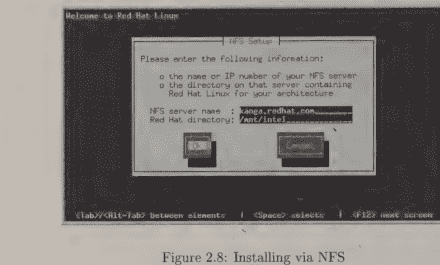 Welcome to Red Hat Linux
NFS Setup
Please enter the following information:
o the name or IP number of your NFS server
o the directory on that server containing
Red Hat Linux for your architecture
NFS server name : kanga.redhat.com
Red Hat directory: /mnt/intel
Ok
Cancel
<Tab>/<Alt-Tab> between elements | <Space> selects | <F12> next screen
Figure 2.8: Installing via NFS